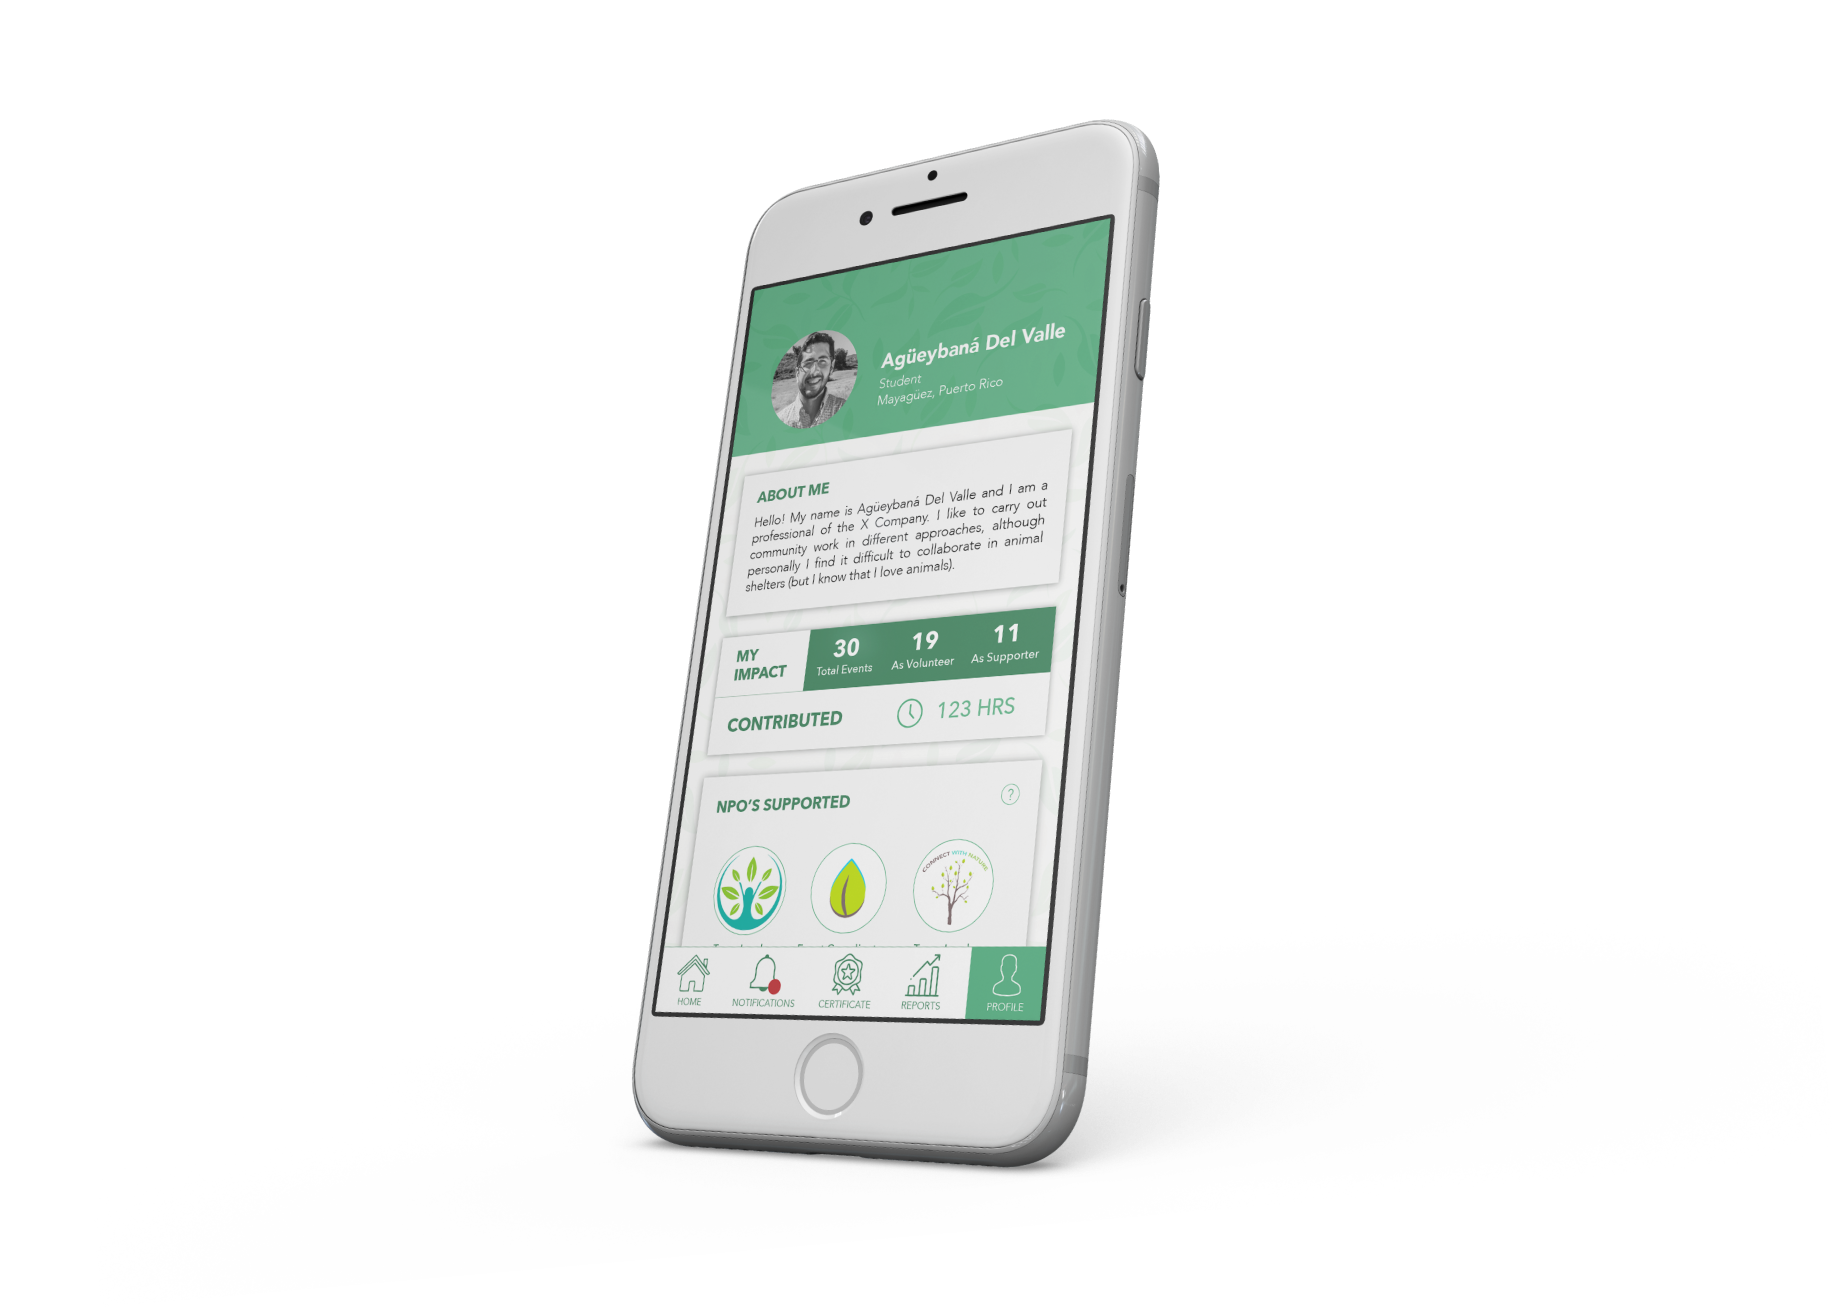 Agüeybaná Del Valle
Student
Mayagüez, Puerto Rico
ABOUT ME
Hello! My name is Agüeybaná Del Valle and I am a
professional of the X Company. I like to carry out
community work in different approaches, although
personally I find it difficult to collaborate in animal
shelters (but I know that I love animals).
MY
IMPACT
30
Total Events
19
As Volunteer
11
As Supporter
CONTRIBUTED
123 HRS
NPO'S SUPPORTED
?
CONNECT WITH NATURE
HOME
NOTIFICATIONS
CERTIFICATE
REPORTS
PROFILE